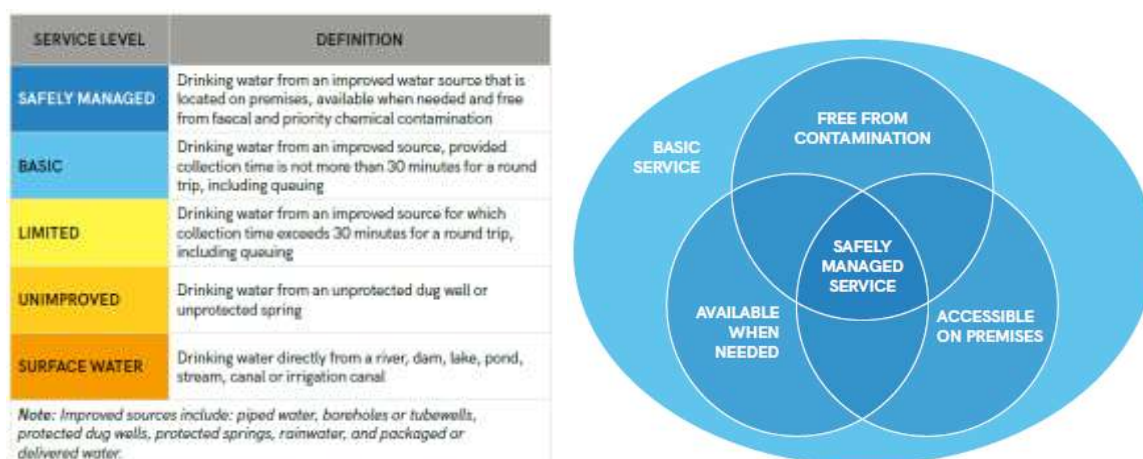 SERVICE LEVEL DEFINITION
SAFELY MANAGED
Drinking water from an improved water source that is
located on premises, available when needed and free
from faecal and priority chemical contamination
BASIC
Drinking water from an improved source, provided
collection time is not more than 30 minutes for a round
trip, including queuing
LIMITED
Drinking water from an improved source for which
collection time exceeds 30 minutes for a round trip,
including queuing
UNIMPROVED
Drinking water from an unprotected dug well or
unprotected spring
SURFACE WATER
Drinking water directly from a river, dam, lake, pond,
stream, canal or irrigation canal
Note: Improved sources include: piped water, boreholes or tubewells,
protected dug wells, protected springs, rainwater, and packaged or
delivered water.
BASIC
SERVICE
FREE FROM
CONTAMINATION
SAFELY
MANAGED
SERVICE
AVAILABLE
WHEN
NEEDED
ACCESSIBLE
ON PREMISES